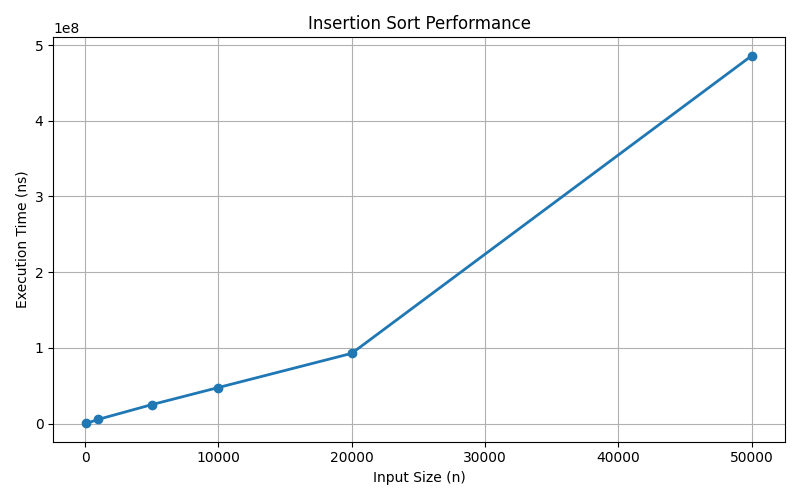 Insertion Sort Performance
1e8
5
4
3
2
1
0
Execution Time (ns)
0 10000 20000 30000 40000 50000
Input Size (n)